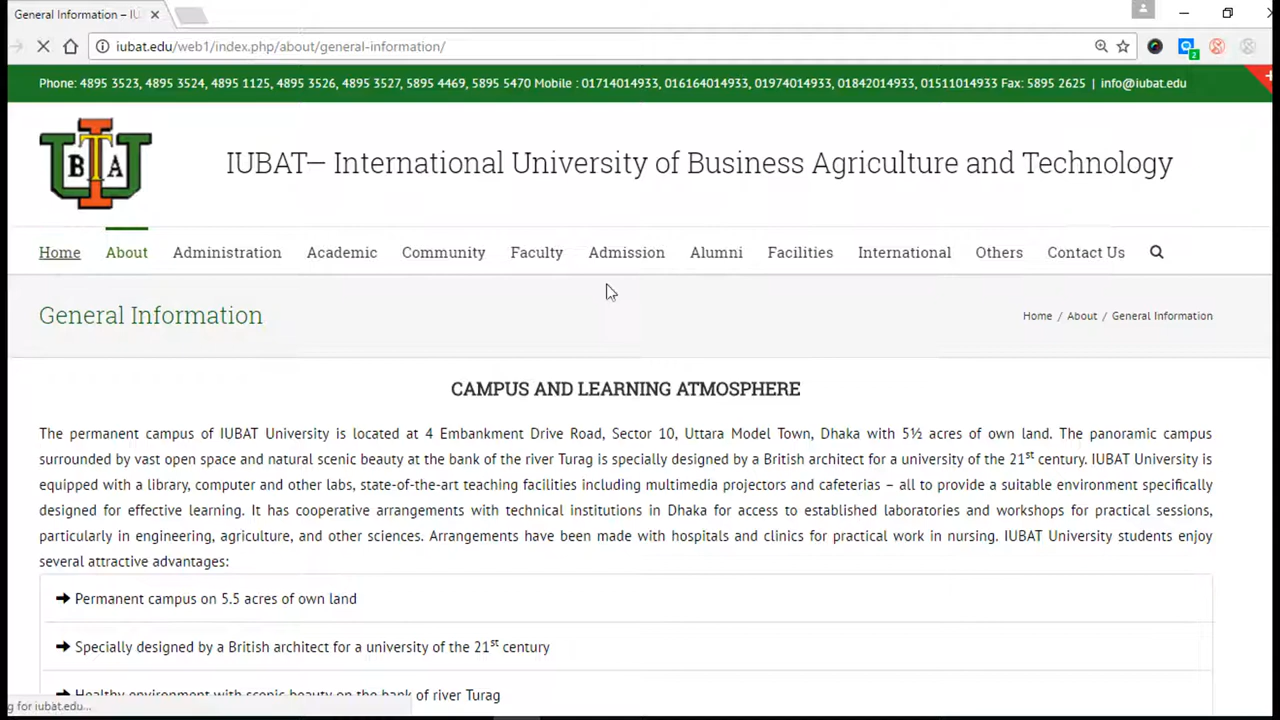 General Information – IU
iubat.edu/web1/index.php/about/general-information/
2
Phone: 4895 3523, 4895 3524, 4895 1125, 4895 3526, 4895 3527, 5895 4469, 5895 5470 Mobile : 01714014933, 016164014933, 01974014933, 01842014933, 01511014933 Fax: 5895 2625 | info@iubat.edu
IUBAT
IUBAT— International University of Business Agriculture and Technology
Home About Administration Academic Community Faculty Admission Alumni Facilities International Others Contact Us
General Information
Home / About / General Information
CAMPUS AND LEARNING ATMOSPHERE
The permanent campus of IUBAT University is located at 4 Embankment Drive Road, Sector 10, Uttara Model Town, Dhaka with 5½ acres of own land. The panoramic campus
surrounded by vast open space and natural scenic beauty at the bank of the river Turag is specially designed by a British architect for a university of the 21st century. IUBAT University is
equipped with a library, computer and other labs, state-of-the-art teaching facilities including multimedia projectors and cafeterias – all to provide a suitable environment specifically
designed for effective learning. It has cooperative arrangements with technical institutions in Dhaka for access to established laboratories and workshops for practical sessions,
particularly in engineering, agriculture, and other sciences. Arrangements have been made with hospitals and clinics for practical work in nursing. IUBAT University students enjoy
several attractive advantages:
➔ Permanent campus on 5.5 acres of own land
➔ Specially designed by a British architect for a university of the 21st century
➔ Healthy environment with scenic beauty on the bank of river Turag
g for iubat.edu...